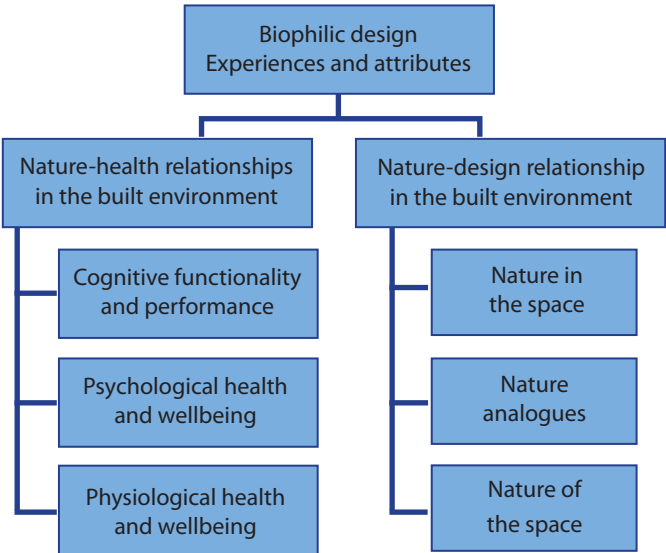 Biophilic design
Experiences and attributes
Nature-health relationships
in the built environment
Cognitive functionality
and performance
Psychological health
and wellbeing
Physiological health
and wellbeing
Nature-design relationship
in the built environment
Nature in
the space
Nature
analogues
Nature of
the space